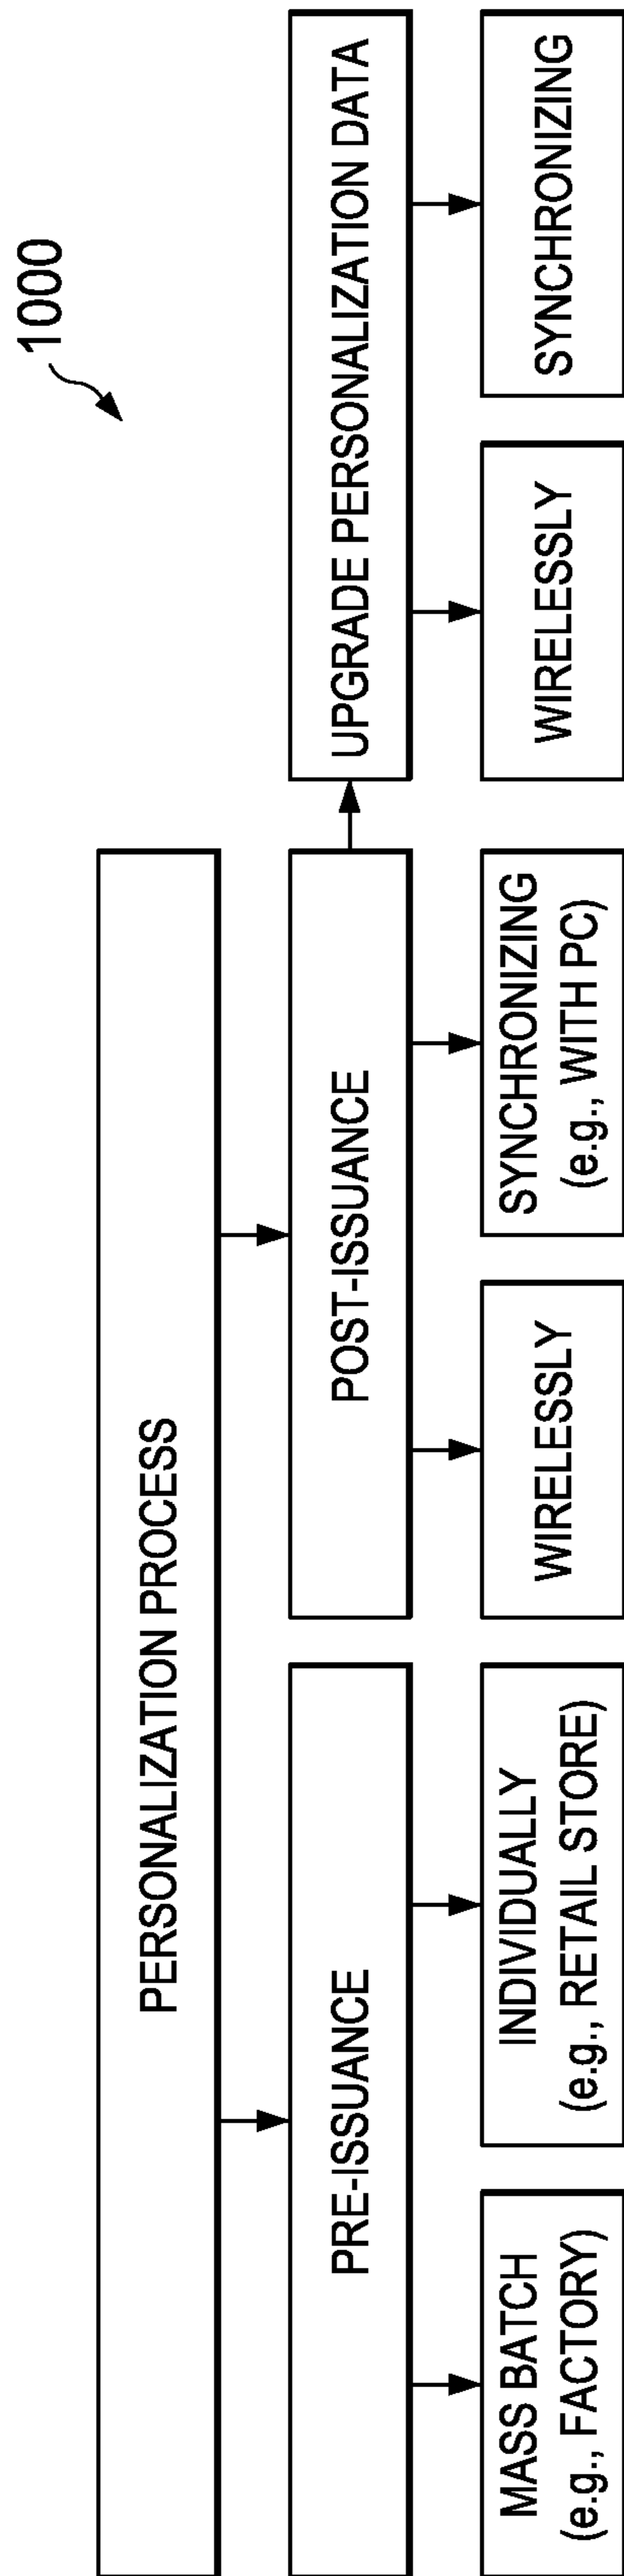 1000
PERSONALIZATION PROCESS
PRE-ISSUANCE
POST-ISSUANCE
UPGRADE PERSONALIZATION DATA
MASS BATCH
(e.g., FACTORY)
INDIVIDUALLY
(e.g., RETAIL STORE)
WIRELESSLY
SYNCHRONIZING
(e.g., WITH PC)
WIRELESSLY
SYNCHRONIZING